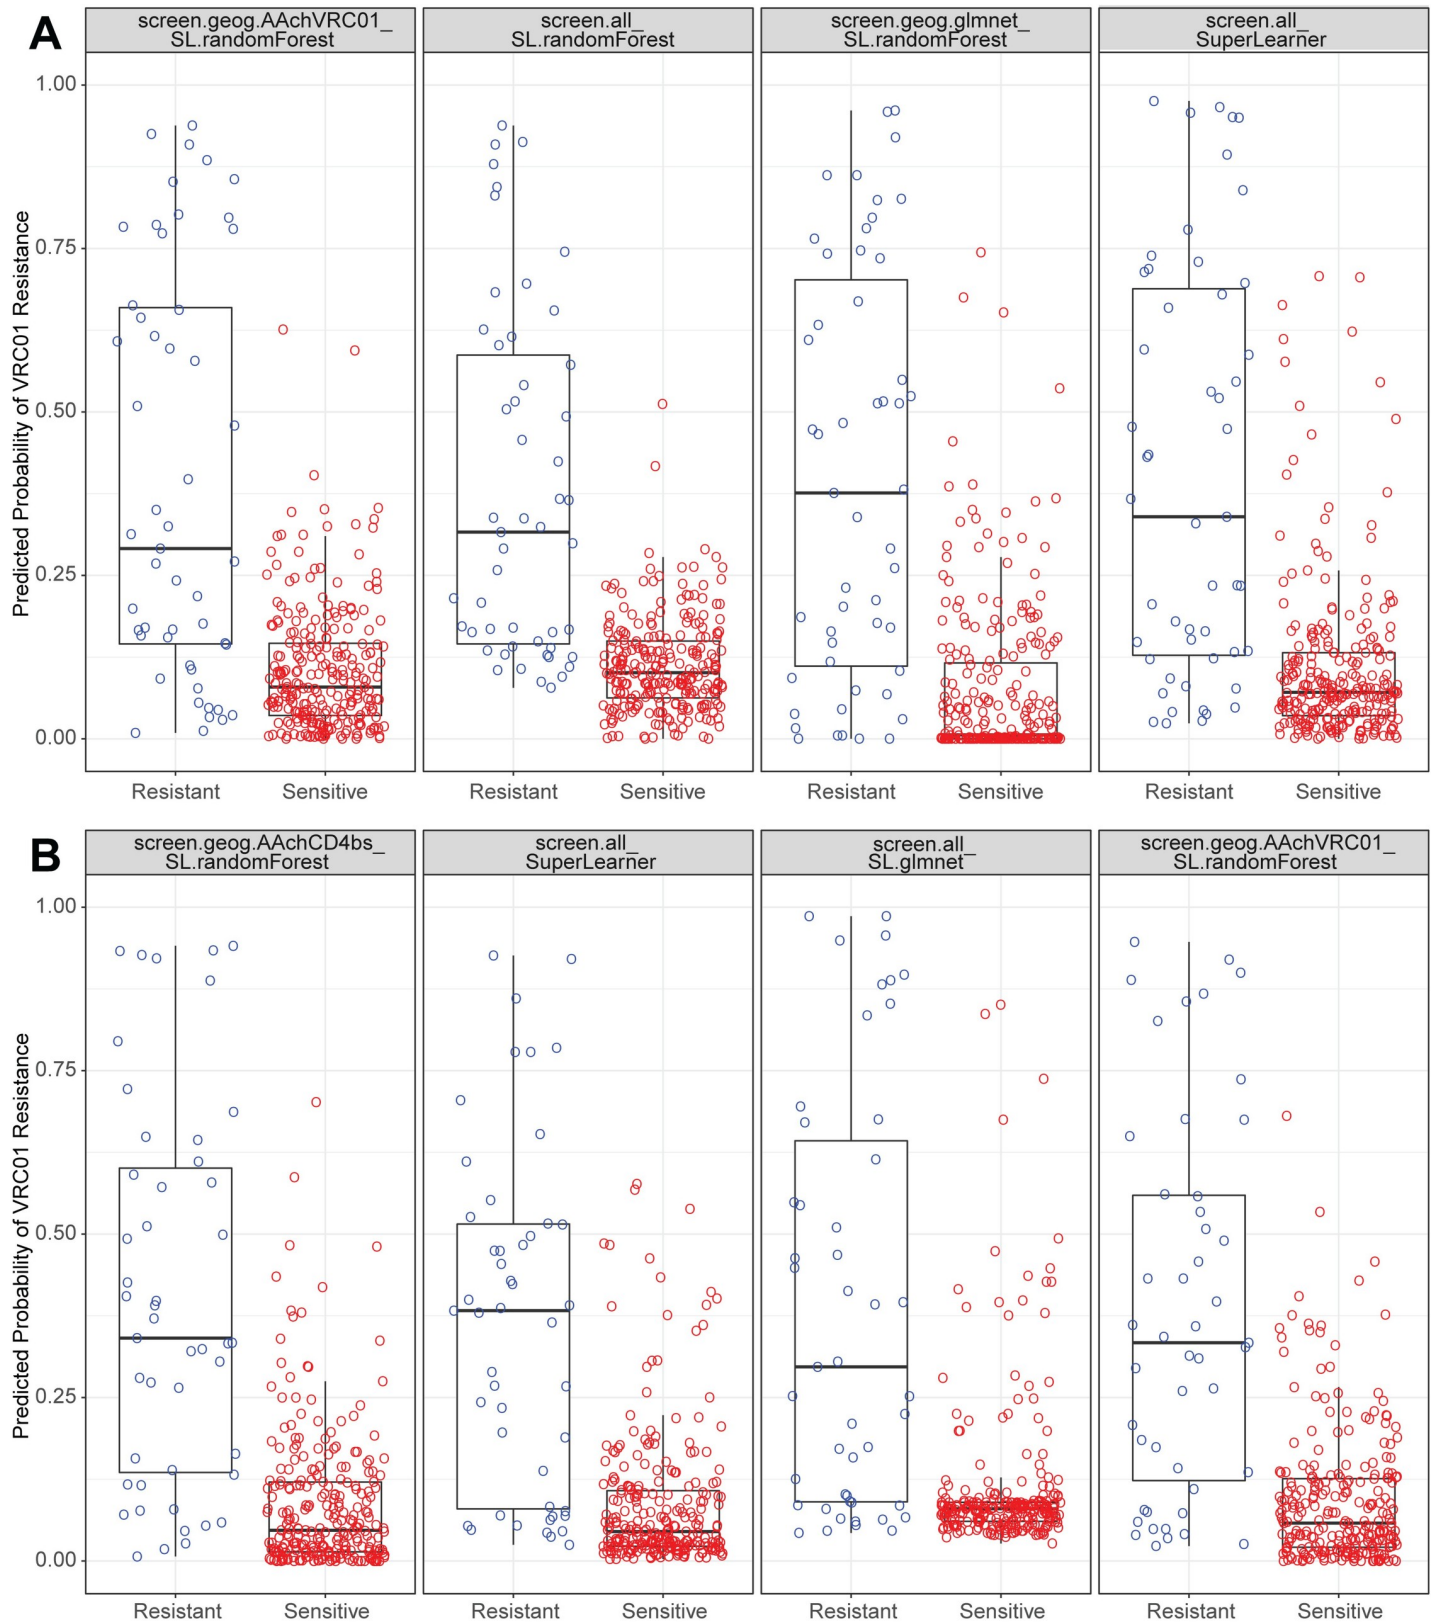 A
screen.geog.AAchVRC01_
SL.randomForest
screen.all_
SL.randomForest
screen.geog.glmnet_
SL.randomForest
screen.all_
SuperLearner
Predicted Probability of VRC01 Resistance
1.00
0.75
0.50
0.25
0.00
Resistant Sensitive Resistant Sensitive Resistant Sensitive Resistant Sensitive
B
screen.geog.AAchCD4bs_
SL.randomForest
screen.all_
SuperLearner
screen.all_
SL.glmnet_
screen.geog.AAchVRC01_
SL.randomForest
Predicted Probability of VRC01 Resistance
1.00
0.75
0.50
0.25
0.00
Resistant Sensitive Resistant Sensitive Resistant Sensitive Resistant Sensitive